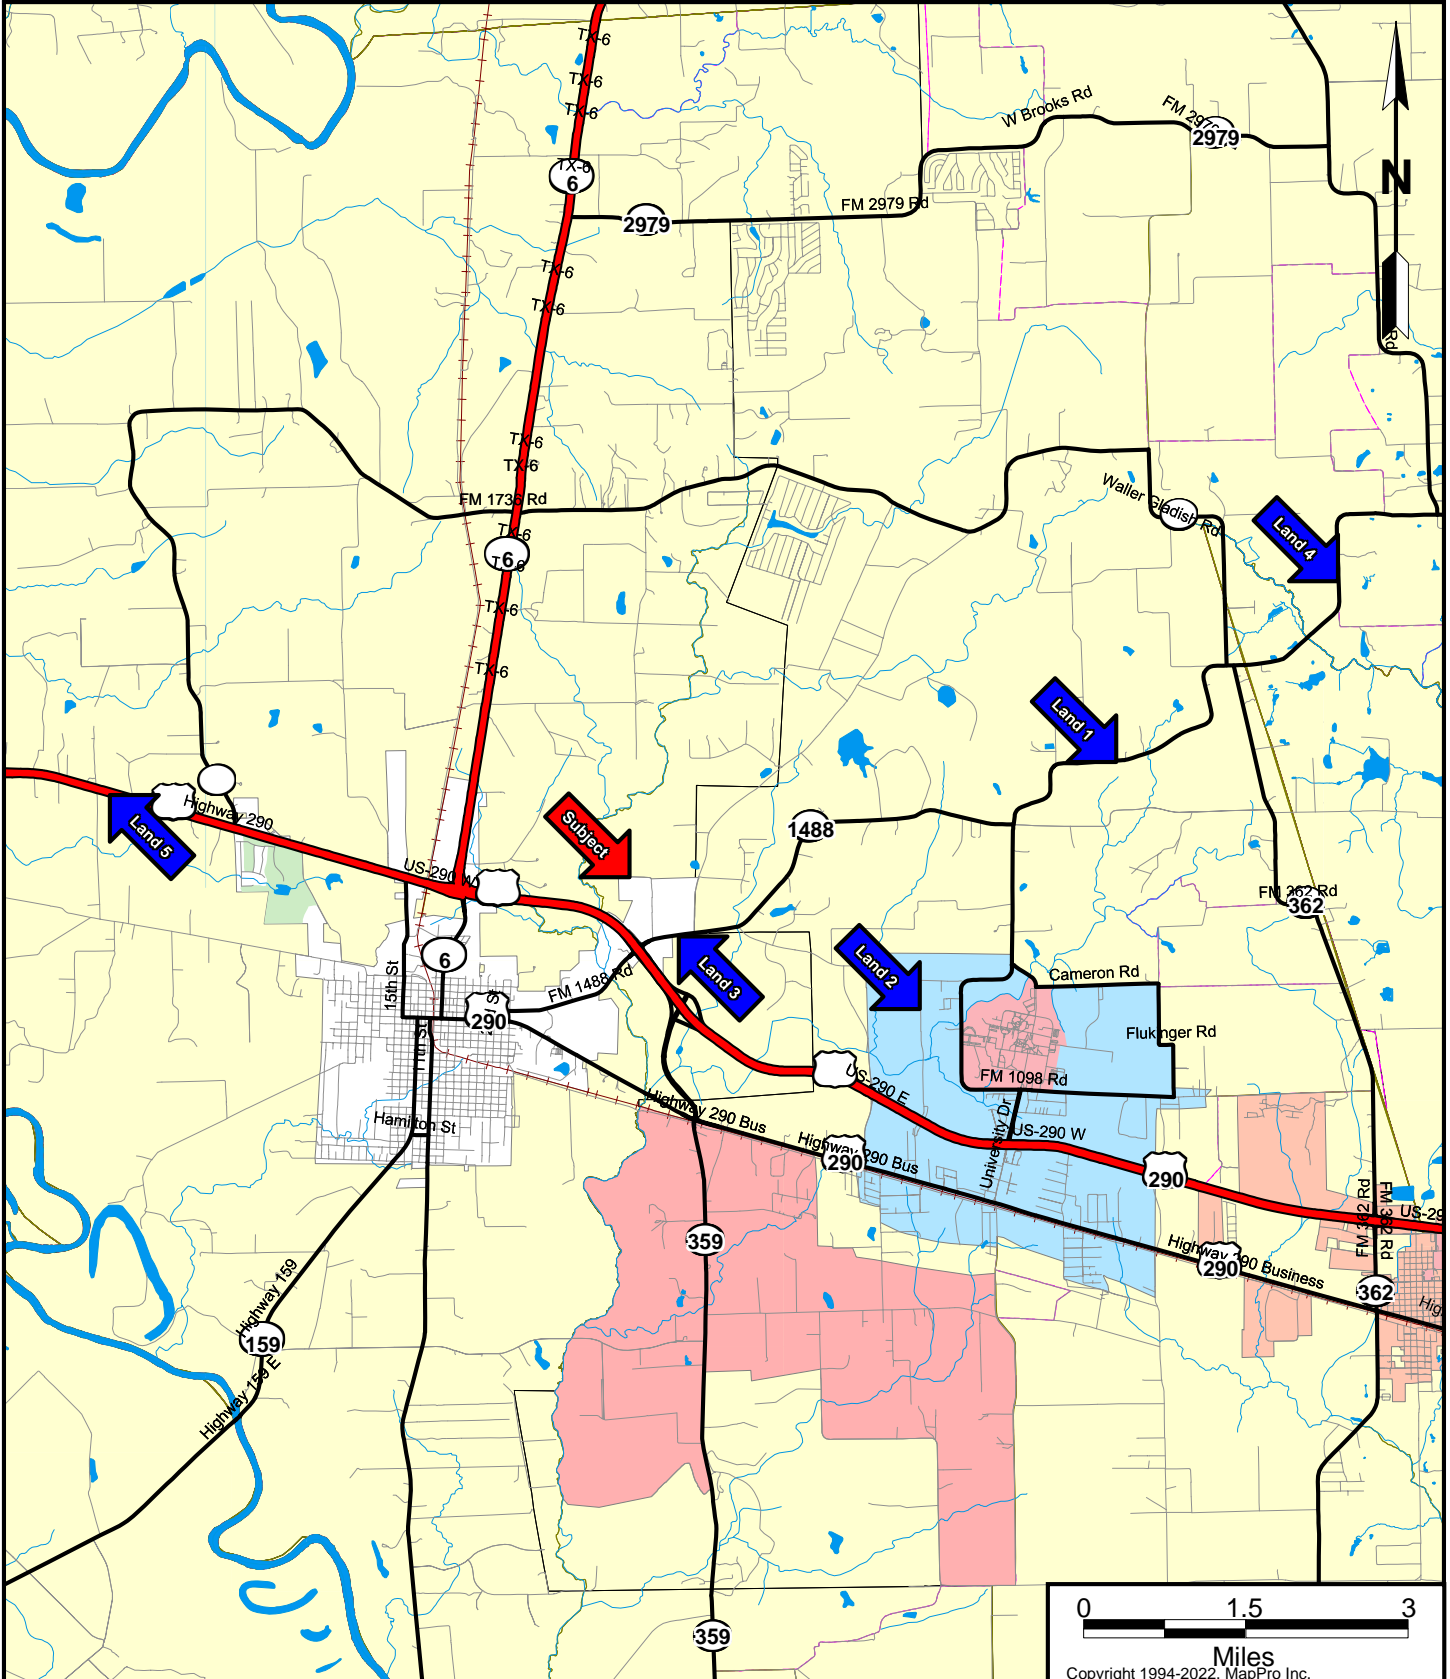 TX-6
TX-6
TX-6
TX-6
6
W Brooks Rd
FM 2979
2979
N
FM 2979 Rd
2979
TX-6
TX-6
Rd
TX-6
TX-6
FM 1736 Rd
Waller Gladish Rd
TX-6
6
TX-6
Land 4
TX-6
TX-6
Land 1
Highway 290
Land 5
Subject
1488
US-290 W
FM 362 Rd
362
6
15th St
FM 1488 Rd
Land 3
Land 2
Cameron Rd
290
Flukinger Rd
FM 1098 Rd
US-290 E
Highway 290 Bus
Hamilton St
University Dr
US-290 W
Highway 290 Bus
290
290
FM 362 Rd
FM 362 Rd
US-29
359
Highway 290 Business
290
362
Hig
Highway 159
159
Highway 159 E
359
0 1.5 3
Miles
Copyright 1994-2022, MapPro Inc.